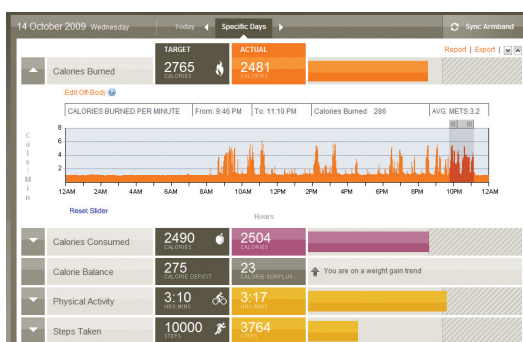 14 October 2009 Wednesday
Today
Specific Days
Sync Armband
TARGET
ACTUAL
Report | Export |
Calories Burned
2765
CALORIES
2481
CALORIES
Edit Off-Body
CALORIES BURNED PER MINUTE
From: 9:46 PM
To: 11:10 PM
Calories Burned 286
AVG. METS 3.2
Cals/Min
8
6
4
2
12AM 2AM 4AM 6AM 8AM 10AM 12PM 2PM 4PM 6PM 8PM 10PM 12AM
Reset Slider
Hours
Calories Consumed
2490
CALORIES
2504
CALORIES
Calorie Balance
275
CALORIE DEFICIT
23
CALORIE SURPLUS
You are on a weight gain trend
Physical Activity
3:10
HRS:MINS
3:17
HRS:MINS
Steps Taken
10000
STEPS
3764
STEPS